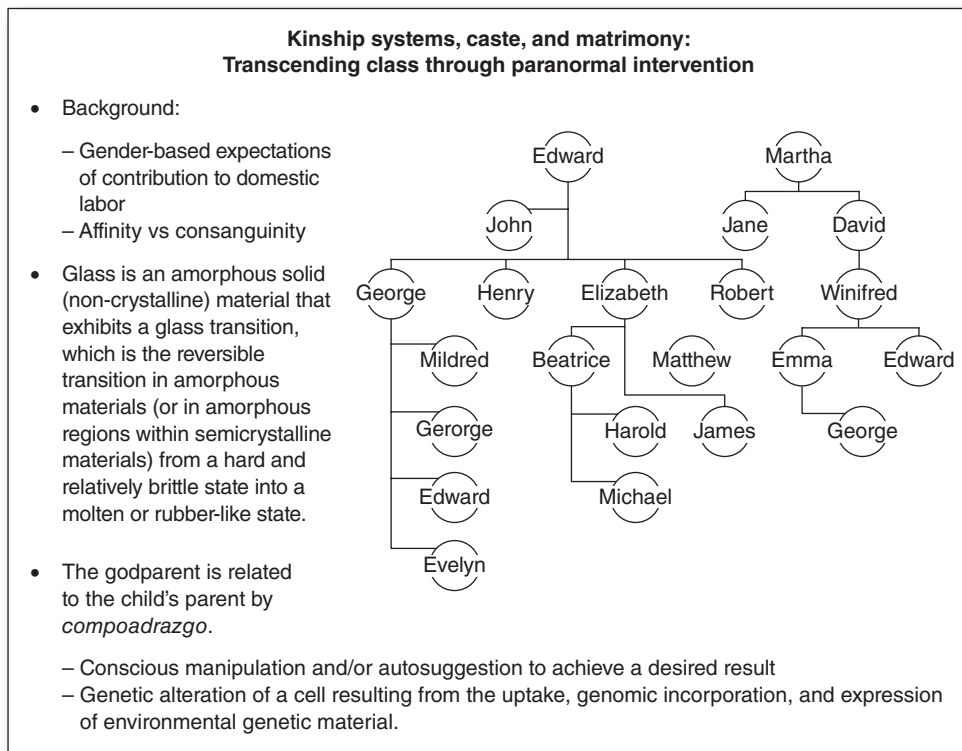 Kinship systems, caste, and matrimony:
Transcending class through paranormal intervention
• Background:
– Gender-based expectations
of contribution to domestic
labor
– Affinity vs consanguinity
• Glass is an amorphous solid
(non-crystalline) material that
exhibits a glass transition,
which is the reversible
transition in amorphous
materials (or in amorphous
regions within semicrystalline
materials) from a hard and
relatively brittle state into a
molten or rubber-like state.
• The godparent is related
to the child's parent by
compoadrazgo.
– Conscious manipulation and/or autosuggestion to achieve a desired result
– Genetic alteration of a cell resulting from the uptake, genomic incorporation, and expression
of environmental genetic material.
Edward Martha
John Jane David
George Henry Elizabeth Robert Winifred
Mildred Beatrice Matthew Emma Edward
Gerorge Harold James George
Edward Michael
Evelyn